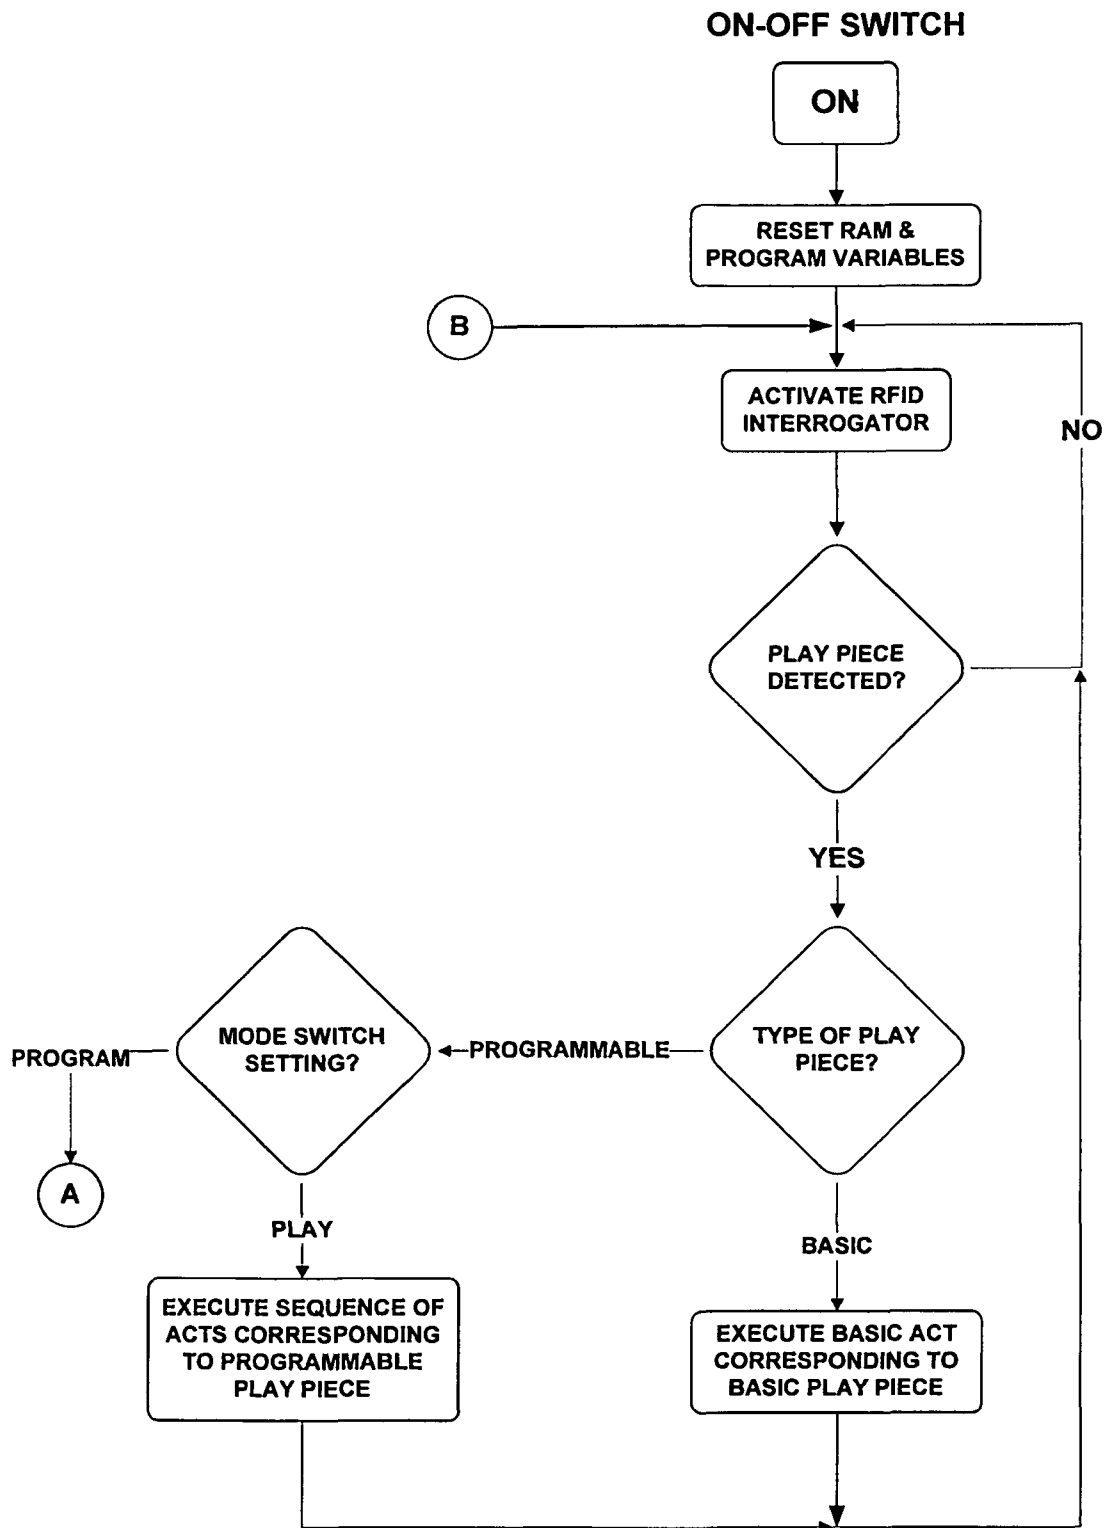 ON-OFF SWITCH
ON
RESET RAM &
PROGRAM VARIABLES
B
ACTIVATE RFID
INTERROGATOR
NO
PLAY PIECE
DETECTED?
YES
MODE SWITCH
SETTING?
PROGRAM
PROGRAMMABLE
TYPE OF PLAY
PIECE?
A
PLAY
BASIC
EXECUTE SEQUENCE OF
ACTS CORRESPONDING
TO PROGRAMMABLE
PLAY PIECE
EXECUTE BASIC ACT
CORRESPONDING TO
BASIC PLAY PIECE